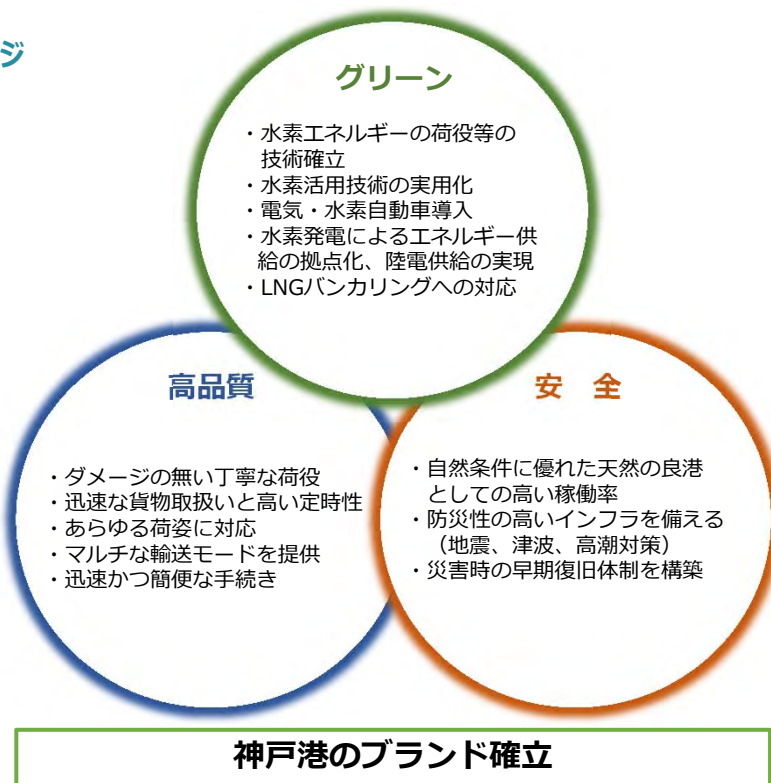 ジ
グリーン
・水素エネルギーの荷役等の
技術確立
・水素活用技術の実用化
・電気・水素自動車導入
・水素発電によるエネルギー供
給の拠点化、陸電供給の実現
・LNGバンカリングへの対応
高品質
・ダメージの無い丁寧な荷役
・迅速な貨物取扱いと高い定時性
・あらゆる荷姿に対応
・マルチな輸送モードを提供
・迅速かつ簡便な手続き
安 全
・自然条件に優れた天然の良港
としての高い稼働率
・防災性の高いインフラを備える
（地震、津波、高潮対策）
・災害時の早期復旧体制を構築
神戸港のブランド確立